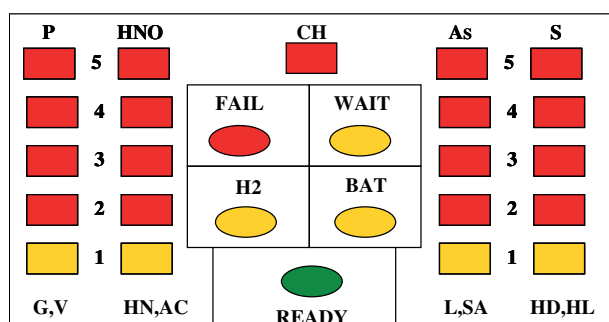 P HNO CH As S
5 5
FAIL WAIT
4 4
3 3
H2 BAT
2 2
1 1
G,V HN,AC READY L,SA HD,HL